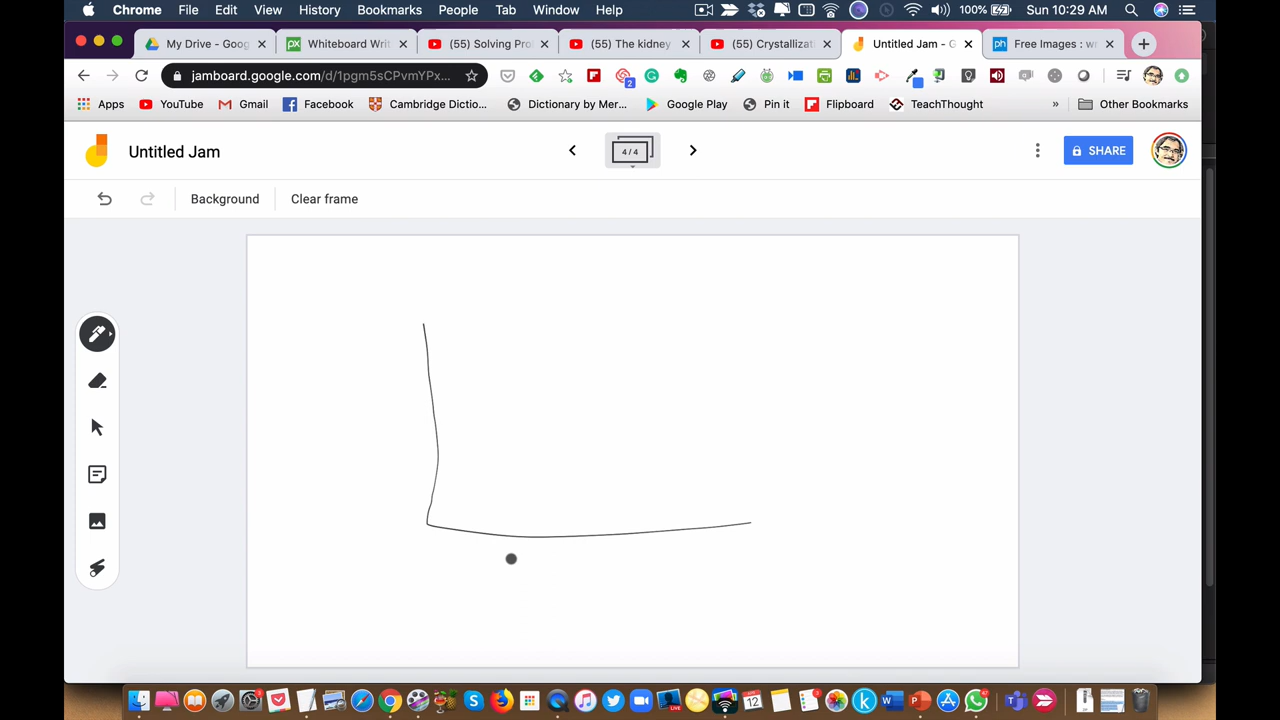 Chrome File Edit View History Bookmarks People Tab Window Help 100% Sun 10:29 AM
My Drive - Goog Whiteboard Writ (55) Solving Pro (55) The kidney (55) Crystallizat Untitled Jam - G Free Images : w
jamboard.google.com/d/1pgm5sCPvmYPx... 2
Apps YouTube Gmail Facebook Cambridge Dictio... Dictionary by Mer... Google Play Pin it Flipboard TeachThought » Other Bookmarks
Untitled Jam 4/4 SHARE
Background Clear frame